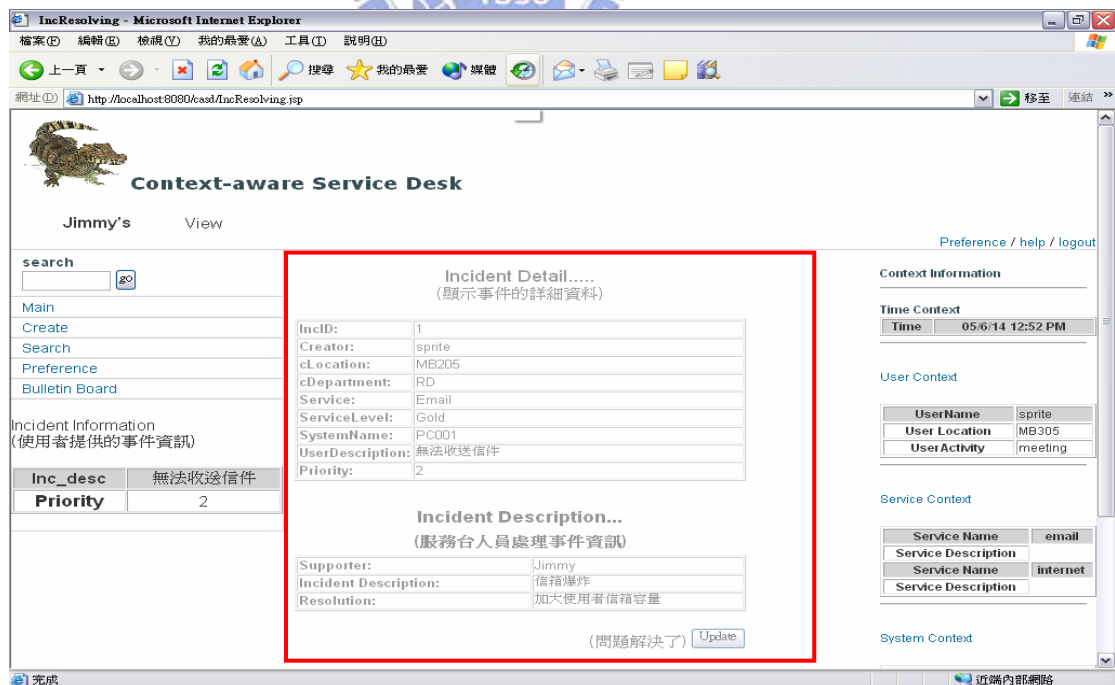 1896
IncResolving - Microsoft Internet Explorer
檔案(F) 編輯(E) 檢視(V) 我的最愛(A) 工具(T) 說明(H)
上一頁 搜尋 我的最愛 媒體
網址(D) http://localhost:8080/casd/IncResolving.jsp 移至 連結 »
Context-aware Service Desk
Jimmy's View
Preference / help / logout
search
go
Main
Create
Search
Preference
Bulletin Board
Incident Information
(使用者提供的事件資訊)
Inc_desc 無法收送信件
Priority 2
Incident Detail.....
(顯示事件的詳細資料)
IncID: 1
Creator: sprite
cLocation: MB205
cDepartment: RD
Service: Email
ServiceLevel: Gold
SystemName: PC001
UserDescription: 無法收送信件
Priority: 2
Incident Description...
(服務台人員處理事件資訊)
Supporter: Jimmy
Incident Description: 信箱爆炸
Resolution: 加大使用者信箱容量
(問題解決了) Update
Context Information
Time Context
Time 05/6/14 12:52 PM
User Context
UserName sprite
User Location MB305
UserActivity meeting
Service Context
Service Name email
Service Description
Service Name internet
Service Description
System Context
完成 近端內部網路